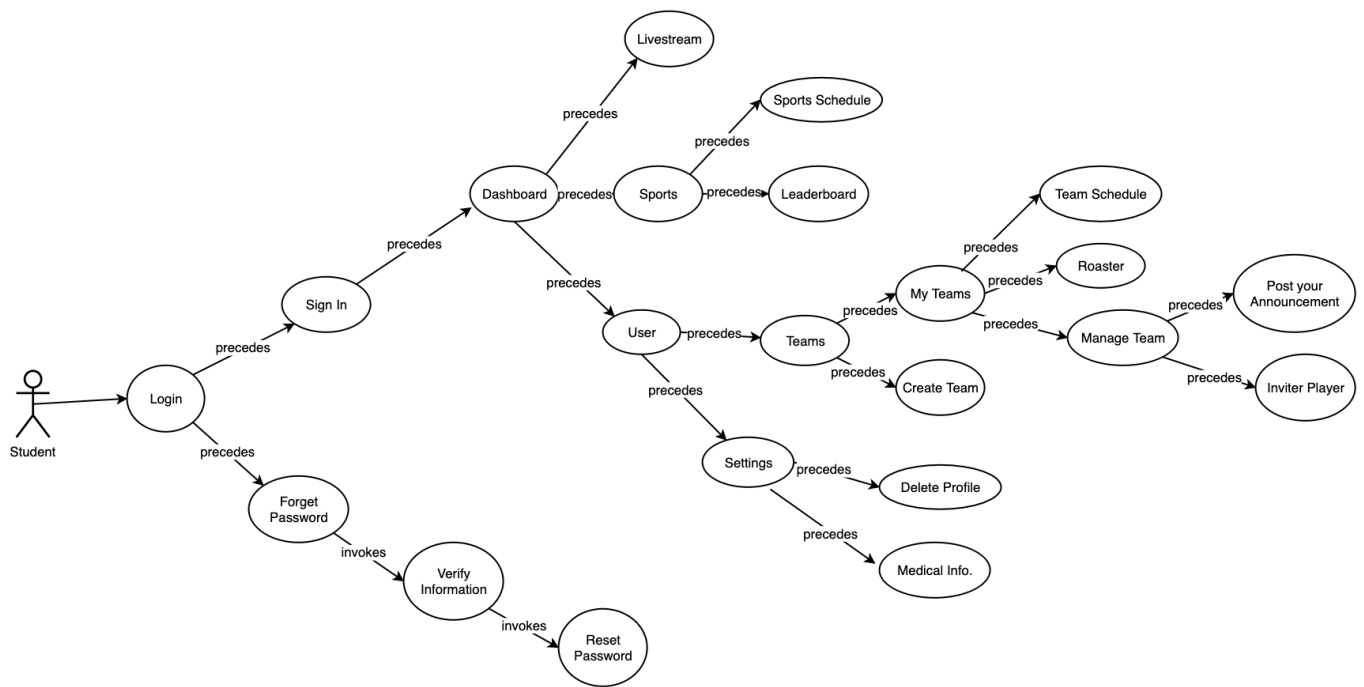 Livestream
precedes
Sports Schedule
precedes
Dashboard
precedes
Sports
precedes
Leaderboard
Team Schedule
precedes
precedes
Roaster
precedes
My Teams
precedes
Post your
Announcement
precedes
Sign In
precedes
precedes
precedes
User
precedes
Teams
precedes
Manage Team
precedes
Inviter Player
precedes
Create Team
precedes
Student
Login
precedes
precedes
Settings
precedes
Delete Profile
precedes
Medical Info.
Forget
Password
invokes
Verify
Information
invokes
Reset
Password